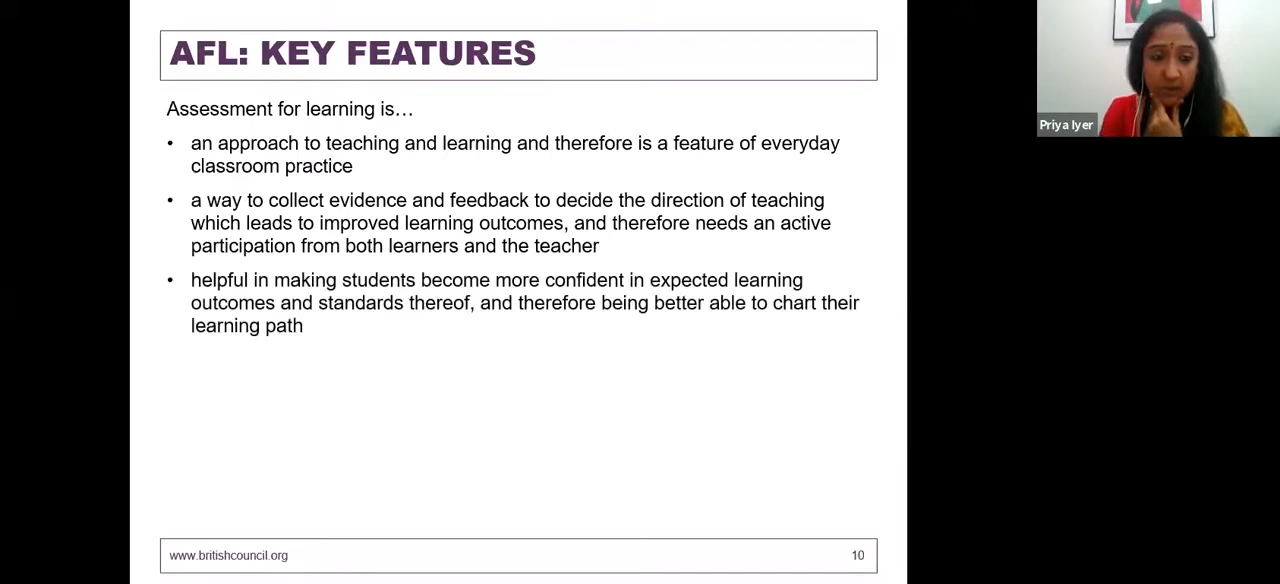 AFL: KEY FEATURES
Assessment for learning is…
• an approach to teaching and learning and therefore is a feature of everyday
classroom practice
• a way to collect evidence and feedback to decide the direction of teaching
which leads to improved learning outcomes, and therefore needs an active
participation from both learners and the teacher
• helpful in making students become more confident in expected learning
outcomes and standards thereof, and therefore being better able to chart their
learning path
www.britishcouncil.org
10
Priya Iyer